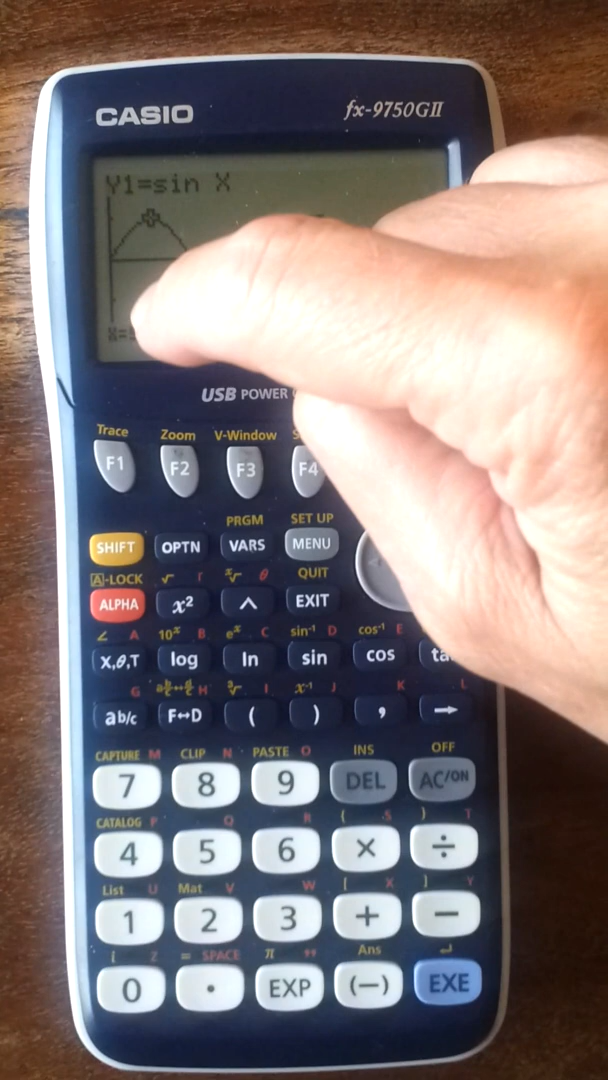 CASIO fx-9750GII
Y1=sin X
USB POWER
Trace Zoom V-Window
F1 F2 F3 F4
PRGM SET UP
SHIFT OPTN VARS MENU
A-LOCK √ r ˣ√ θ QUIT
ALPHA x² ^ EXIT
∠ A 10ˣ B eˣ C sin⁻¹ D cos⁻¹ E
X,θ,T log ln sin cos
G H ³√ I x⁻¹ J K L
ab/c F↔D ( ) , →
CAPTURE M CLIP N PASTE O INS OFF
7 8 9 DEL AC/ON
CATALOG P Q R { S } T
4 5 6 × ÷
List U Mat V W [ X ] Y
1 2 3 + −
i Z = SPACE π " Ans ↵
0 • EXP (−) EXE